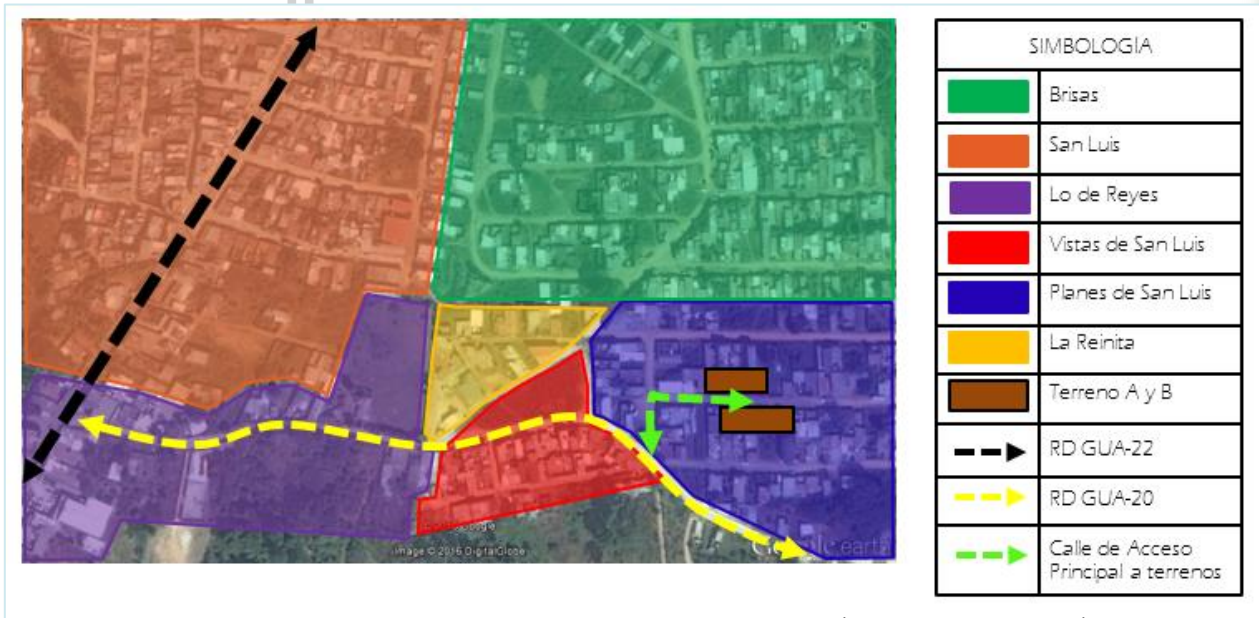 SIMBOLOGÍA
Brisas
San Luis
Lo de Reyes
Vistas de San Luis
Planes de San Luis
La Reinita
Terreno A y B
RD GUA-22
RD GUA-20
Calle de Acceso
Principal a terrenos
Image © 2016 DigitalGlobe